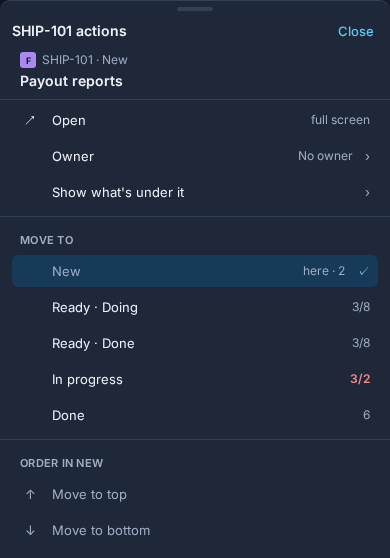 SHIP-101 actions Close
F SHIP-101 · New
Payout reports
↗ Open full screen
Owner No owner ›
Show what's under it ›
MOVE TO
New here · 2 ✓
Ready · Doing 3/8
Ready · Done 3/8
In progress 3/2
Done 6
ORDER IN NEW
↑ Move to top
↓ Move to bottom